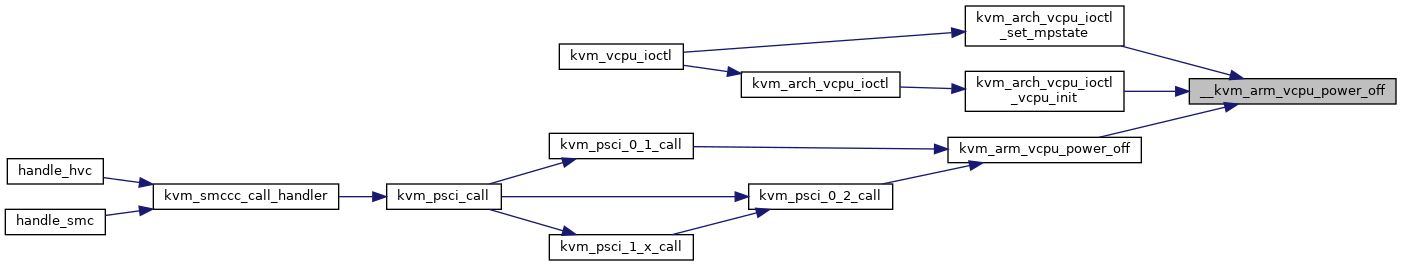 kvm_arch_vcpu_ioctl
_set_mpstate
kvm_vcpu_ioctl
kvm_arch_vcpu_ioctl
kvm_arch_vcpu_ioctl
_vcpu_init
__kvm_arm_vcpu_power_off
kvm_psci_0_1_call
kvm_arm_vcpu_power_off
handle_hvc
kvm_smccc_call_handler
kvm_psci_call
kvm_psci_0_2_call
handle_smc
kvm_psci_1_x_call